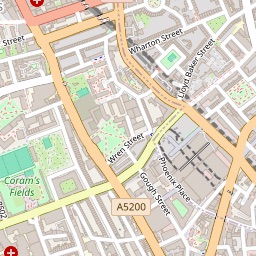 Street
Wharton Street
Lloyd Baker Street
Wren Street
Coram's
Fields
Phoenix Place
Gough Street
A5200